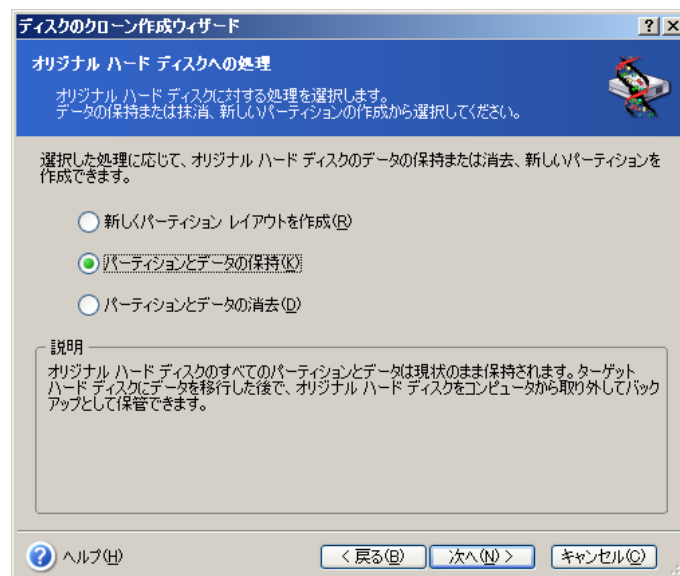 ディスクのクローン作成ウィザード
オリジナル ハード ディスクへの処理
オリジナル ハード ディスクに対する処理を選択します。
データの保持または抹消、新しいパーティションの作成から選択してください。
選択した処理に応じて、オリジナル ハード ディスクのデータの保持または消去、新しいパーティションを
作成できます。
新しくパーティション レイアウトを作成(R)
パーティションとデータの保持(K)
パーティションとデータの消去(D)
説明
オリジナル ハード ディスクのすべてのパーティションとデータは現状のまま保持されます。ターゲット
ハード ディスクにデータを移行した後で、オリジナル ハード ディスクをコンピュータから取り外してバック
アップとして保管できます。
ヘルプ(H)
< 戻る(B)
次へ(N) >
キャンセル(C)